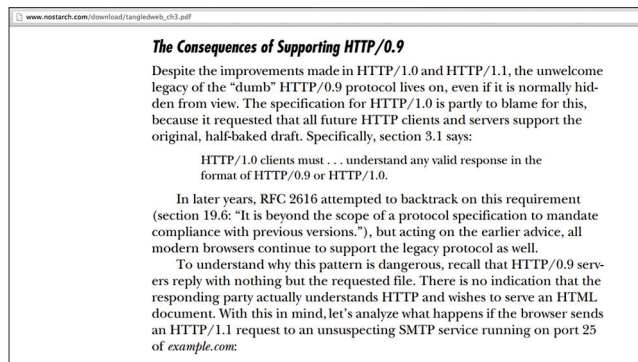 www.nostarch.com/download/tangledweb_ch3.pdf
The Consequences of Supporting HTTP/0.9
Despite the improvements made in HTTP/1.0 and HTTP/1.1, the unwelcome
legacy of the “dumb” HTTP/0.9 protocol lives on, even if it is normally hid-
den from view. The specification for HTTP/1.0 is partly to blame for this,
because it requested that all future HTTP clients and servers support the
original, half-baked draft. Specifically, section 3.1 says:
HTTP/1.0 clients must . . . understand any valid response in the
format of HTTP/0.9 or HTTP/1.0.
In later years, RFC 2616 attempted to backtrack on this requirement
(section 19.6: “It is beyond the scope of a protocol specification to mandate
compliance with previous versions.”), but acting on the earlier advice, all
modern browsers continue to support the legacy protocol as well.
To understand why this pattern is dangerous, recall that HTTP/0.9 serv-
ers reply with nothing but the requested file. There is no indication that the
responding party actually understands HTTP and wishes to serve an HTML
document. With this in mind, let’s analyze what happens if the browser sends
an HTTP/1.1 request to an unsuspecting SMTP service running on port 25
of example.com: